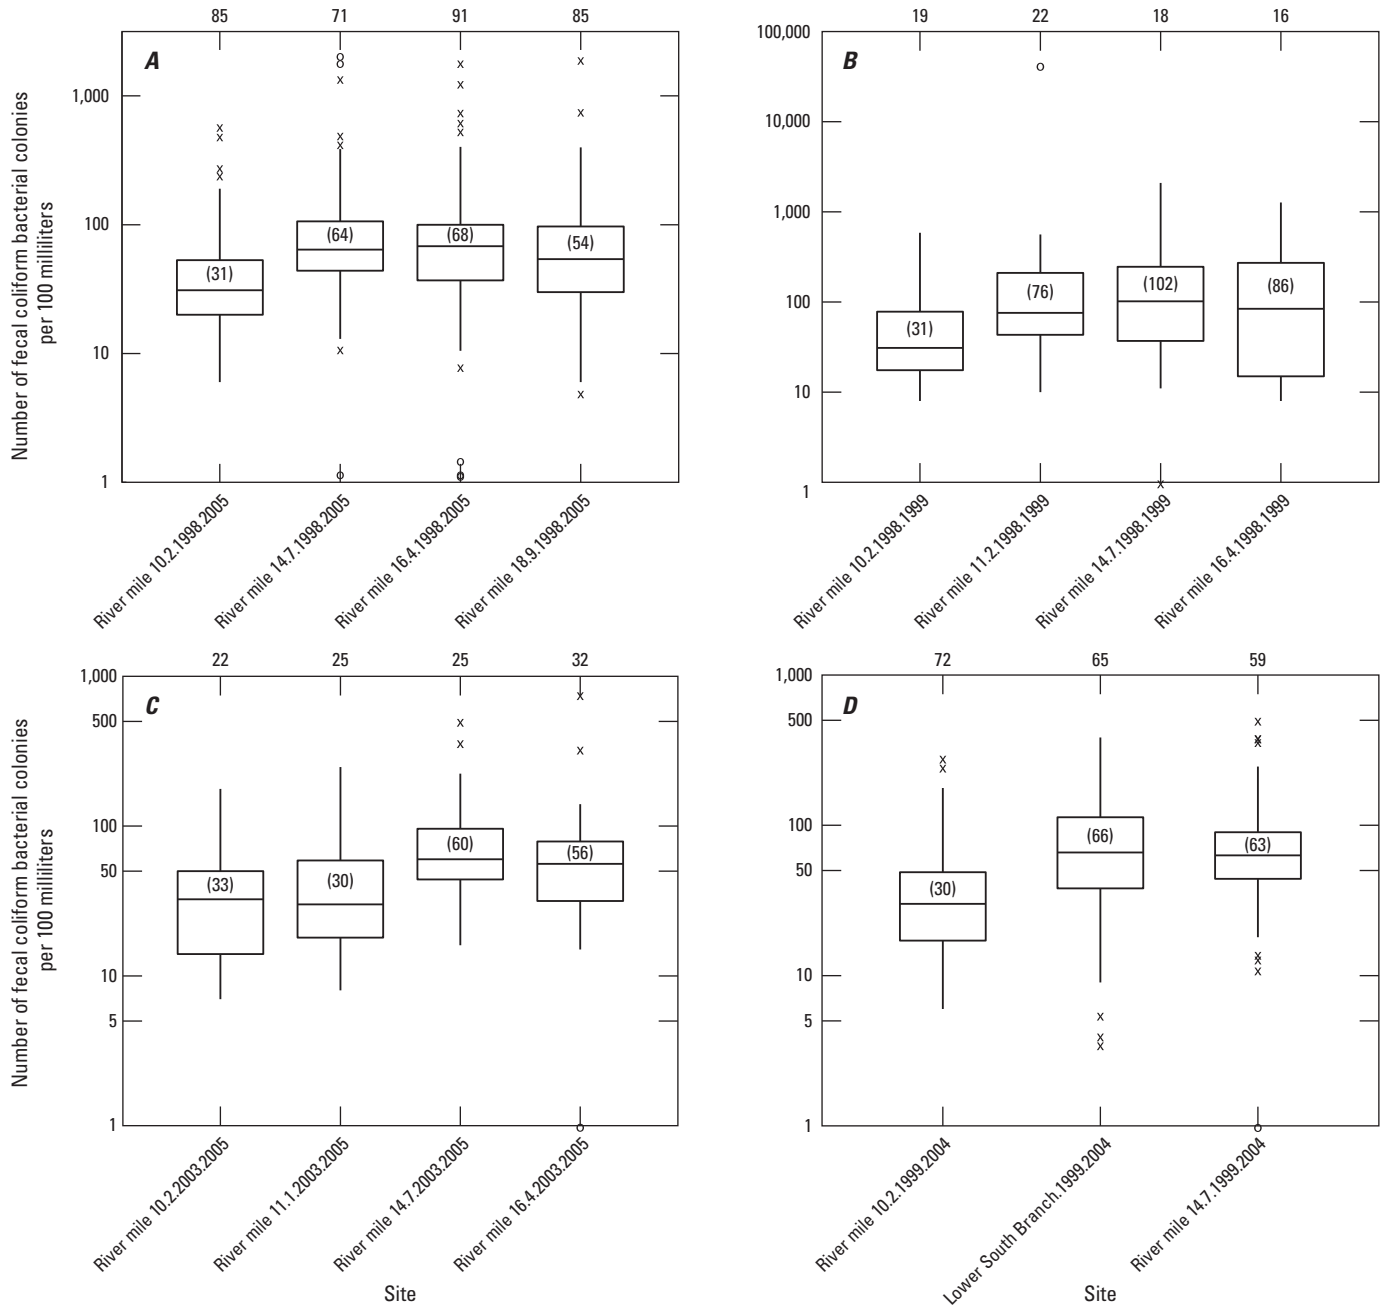 85 71 91 85
A
1,000
100
10
1
(31) (64) (68) (54)
Number of fecal coliform bacterial colonies
per 100 milliliters
River mile 10.2.1998.2005
River mile 14.7.1998.2005
River mile 16.4.1998.2005
River mile 18.9.1998.2005
19 22 18 16
B
100,000
10,000
1,000
100
10
1
(31) (76) (102) (86)
River mile 10.2.1998.1999
River mile 11.2.1998.1999
River mile 14.7.1998.1999
River mile 16.4.1998.1999
22 25 25 32
C
1,000
500
100
50
10
5
1
(33) (30) (60) (56)
Number of fecal coliform bacterial colonies
per 100 milliliters
River mile 10.2.2003.2005
River mile 11.1.2003.2005
River mile 14.7.2003.2005
River mile 16.4.2003.2005
Site
72 65 59
D
1,000
500
100
50
10
5
1
(30) (66) (63)
River mile 10.2.1999.2004
Lower South Branch.1999.2004
River mile 14.7.1999.2004
Site